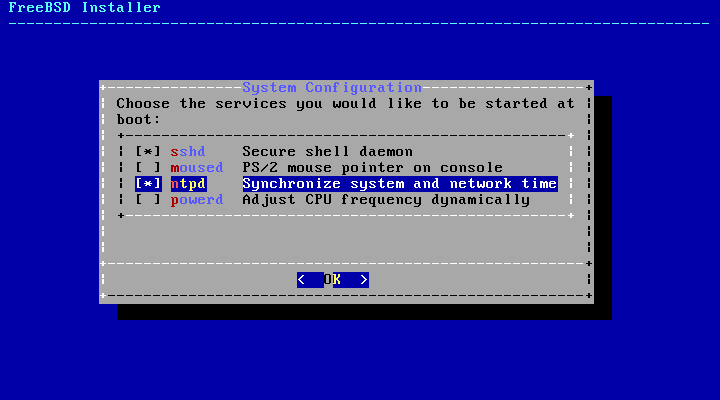 FreeBSD Installer
System Configuration
Choose the services you would like to be started at
boot:
[*] sshd Secure shell daemon
[ ] moused PS/2 mouse pointer on console
[*] ntpd Synchronize system and network time
[ ] powerd Adjust CPU frequency dynamically
< OK >